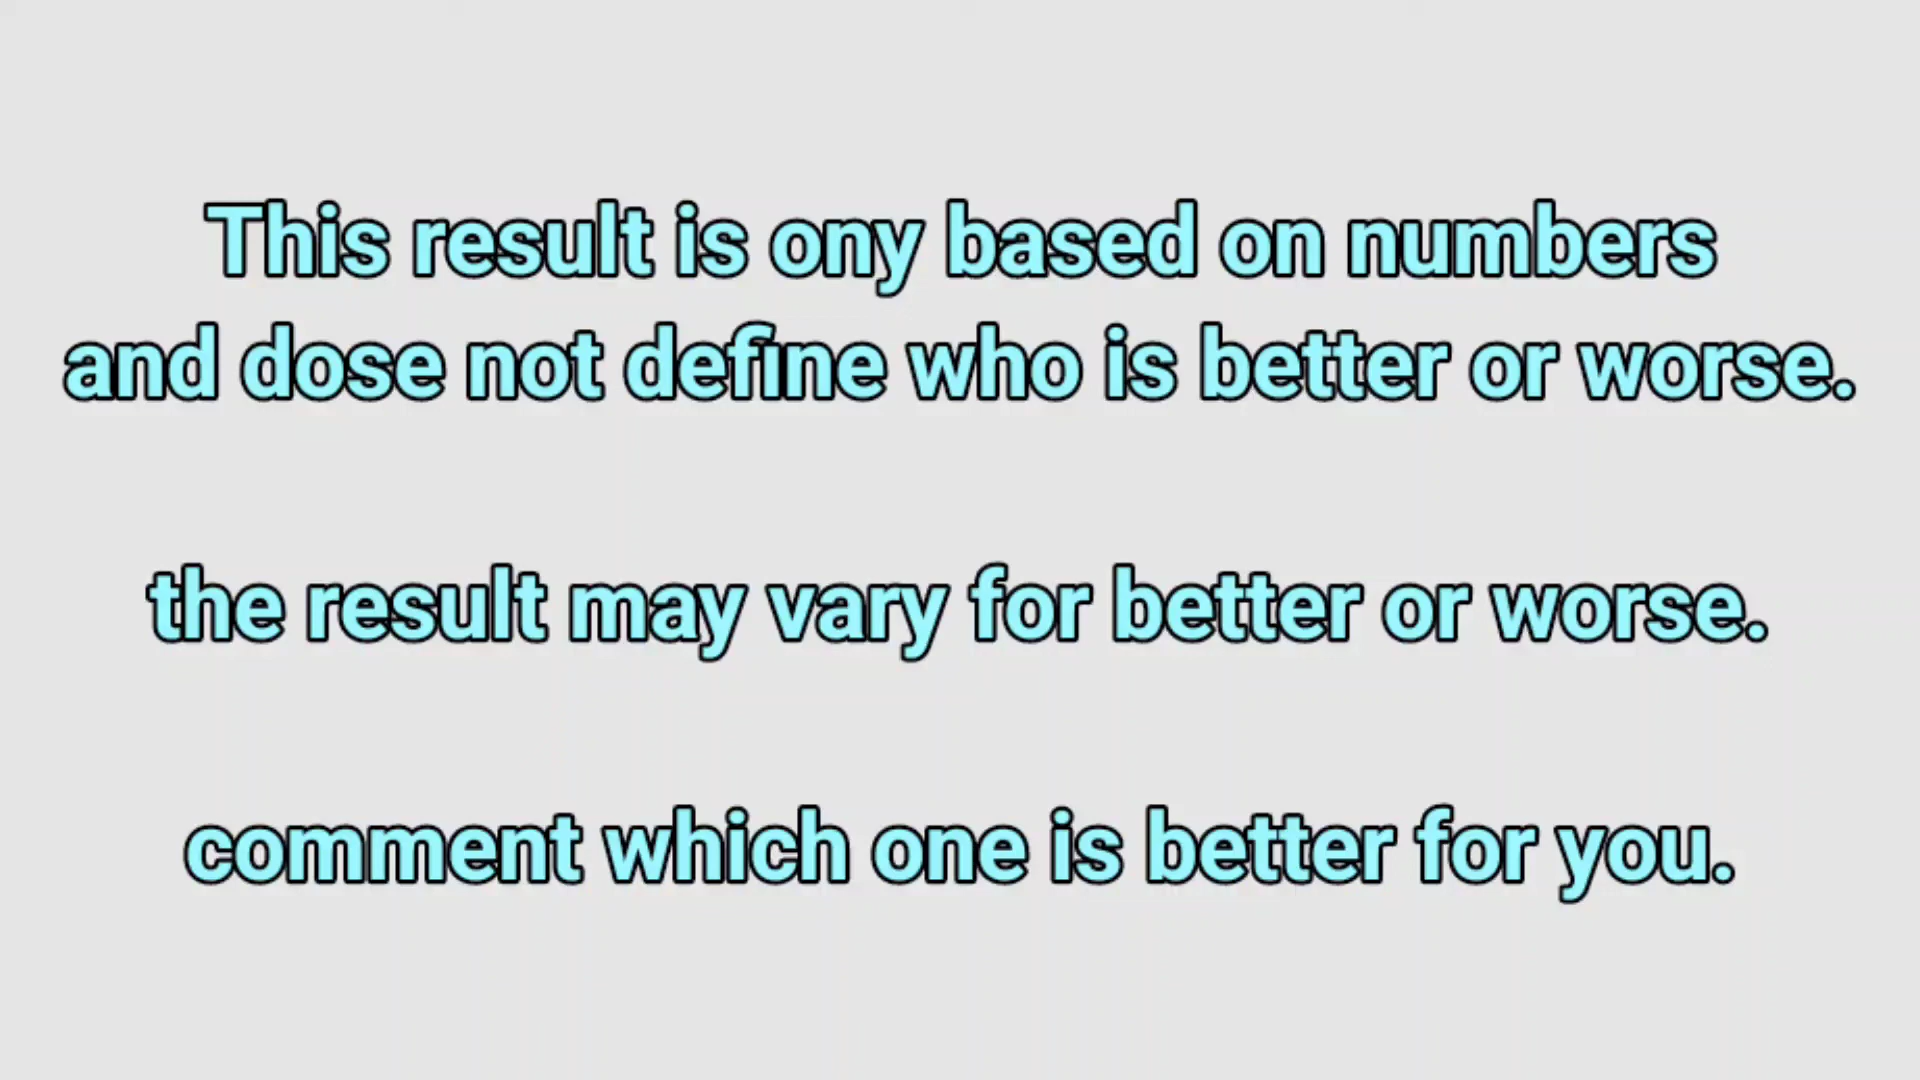 This result is ony based on numbers
and dose not define who is better or worse.
the result may vary for better or worse.
comment which one is better for you.